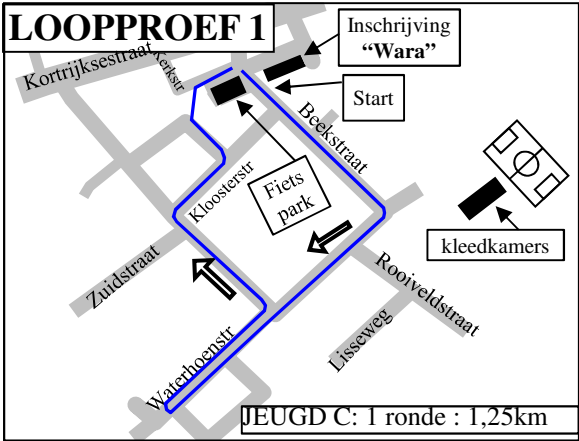 LOOPPROEF 1
Inschrijving
“Wara”
Kortrijksestraat
Kerkstr
Start
Beekstraat
Kloosterstr
Fiets
park
kleedkamers
Zuidstraat
Rooiveldstraat
Lisseweg
Waterhoenstr
JEUGD C: 1 ronde : 1,25km